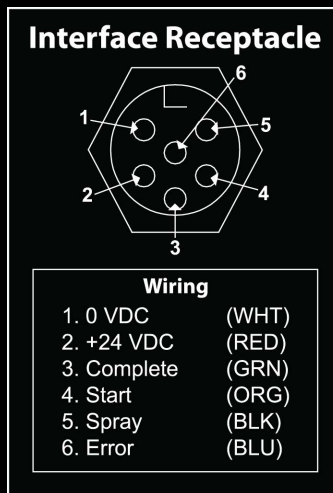 Interface Receptacle
6
1
5
2
4
3
Wiring
1. 0 VDC (WHT)
2. +24 VDC (RED)
3. Complete (GRN)
4. Start (ORG)
5. Spray (BLK)
6. Error (BLU)